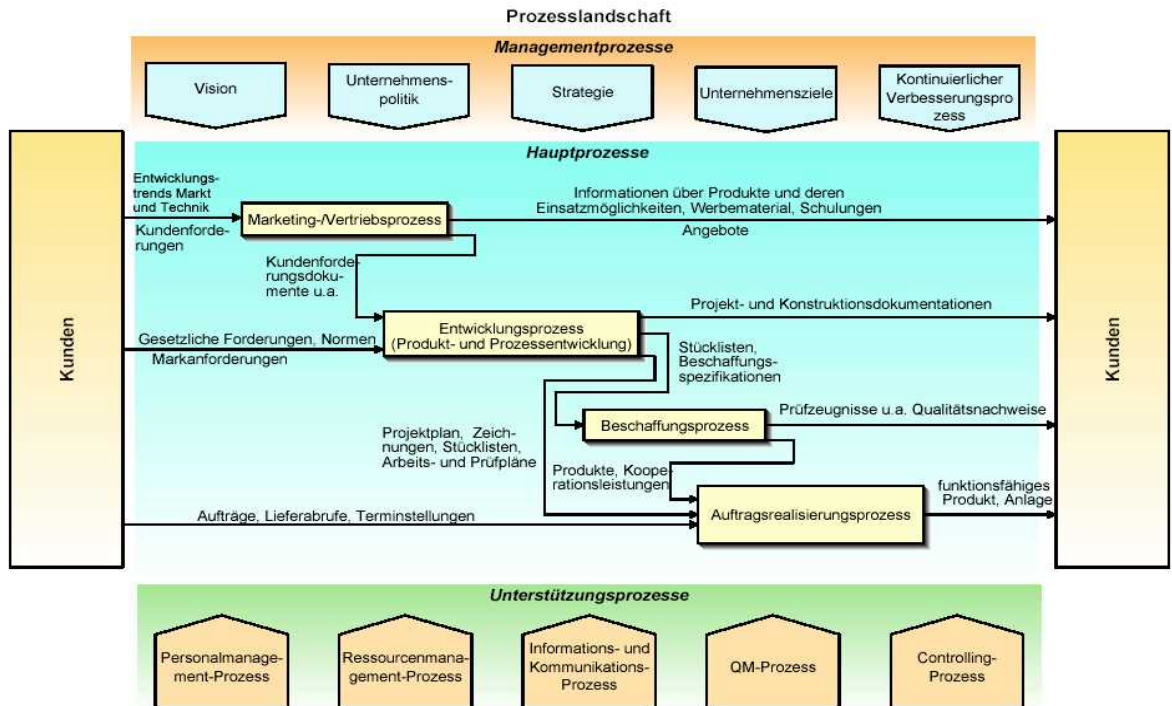 Prozesslandschaft
Managementprozesse
Vision
Unternehmens-
politik
Strategie
Unternehmensziele
Kontinuierlicher
Verbesserungspro
zess
Hauptprozesse
Kunden
Entwicklungs-
trends Markt
und Technik
Kundenforde-
rungen
Marketing-/Vertriebsprozess
Informationen über Produkte und deren
Einsatzmöglichkeiten, Werbematerial, Schulungen
Angebote
Kundenforde-
rungsdoku-
mente u.a.
Gesetzliche Forderungen, Normen
Markanforderungen
Entwicklungsprozess
(Produkt- und Prozessentwicklung)
Projekt- und Konstruktionsdokumentationen
Stücklisten,
Beschaffungs-
spezifikationen
Projektplan, Zeich-
nungen, Stücklisten,
Arbeits- und Prüfpläne
Beschaffungsprozess
Prüfzeugnisse u.a. Qualitätsnachweise
Produkte, Koope-
rationsleistungen
Aufträge, Lieferabrufe, Terminstellungen
Auftragsrealisierungsprozess
funktionsfähiges
Produkt, Anlage
Kunden
Unterstützungsprozesse
Personalmanage-
ment-Prozess
Ressourcenmana-
gement-Prozess
Informations- und
Kommunikations-
Prozess
QM-Prozess
Controlling-
Prozess